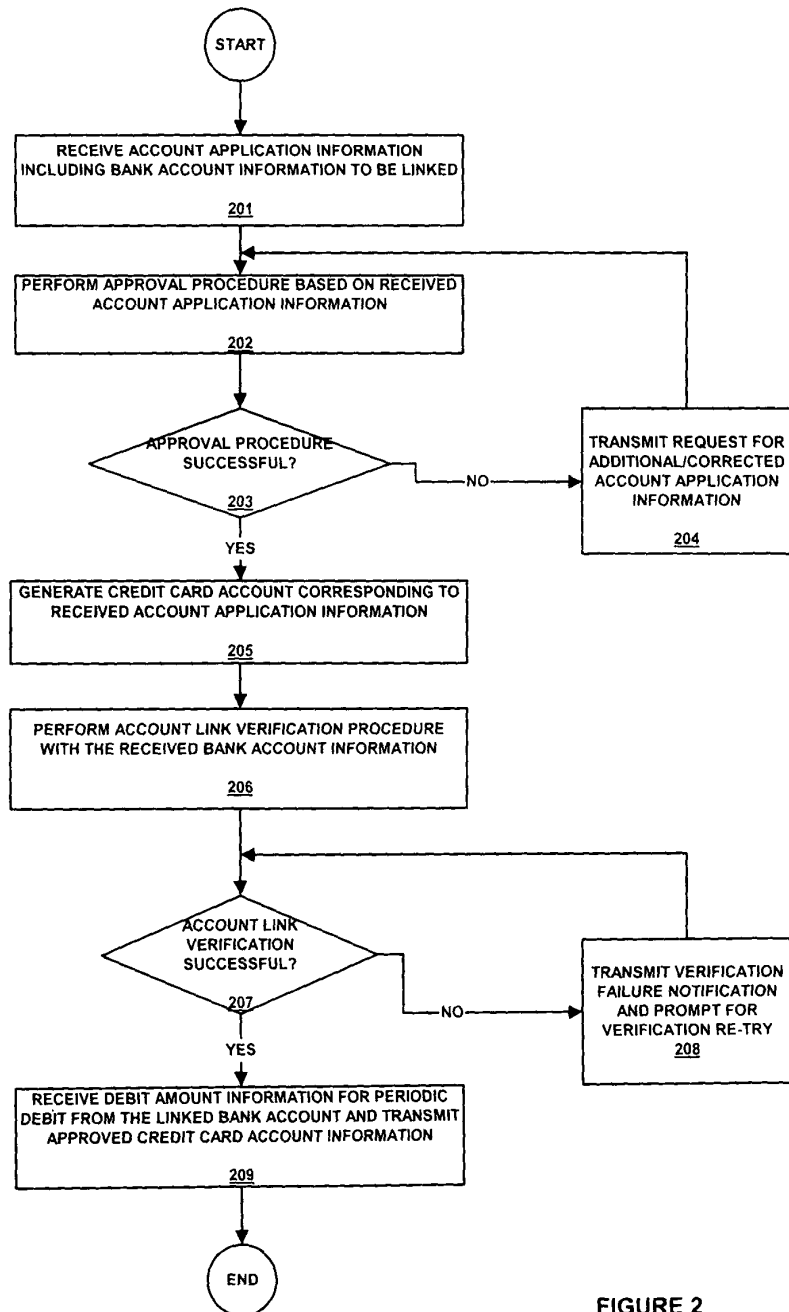 START
RECEIVE ACCOUNT APPLICATION INFORMATION
INCLUDING BANK ACCOUNT INFORMATION TO BE LINKED
201
PERFORM APPROVAL PROCEDURE BASED ON RECEIVED
ACCOUNT APPLICATION INFORMATION
202
APPROVAL PROCEDURE
SUCCESSFUL?
203
NO
TRANSMIT REQUEST FOR
ADDITIONAL/CORRECTED
ACCOUNT APPLICATION
INFORMATION
204
YES
GENERATE CREDIT CARD ACCOUNT CORRESPONDING TO
RECEIVED ACCOUNT APPLICATION INFORMATION
205
PERFORM ACCOUNT LINK VERIFICATION PROCEDURE
WITH THE RECEIVED BANK ACCOUNT INFORMATION
206
ACCOUNT LINK
VERIFICATION
SUCCESSFUL?
207
NO
TRANSMIT VERIFICATION
FAILURE NOTIFICATION
AND PROMPT FOR
VERIFICATION RE-TRY
208
YES
RECEIVE DEBIT AMOUNT INFORMATION FOR PERIODIC
DEBIT FROM THE LINKED BANK ACCOUNT AND TRANSMIT
APPROVED CREDIT CARD ACCOUNT INFORMATION
209
END
FIGURE 2